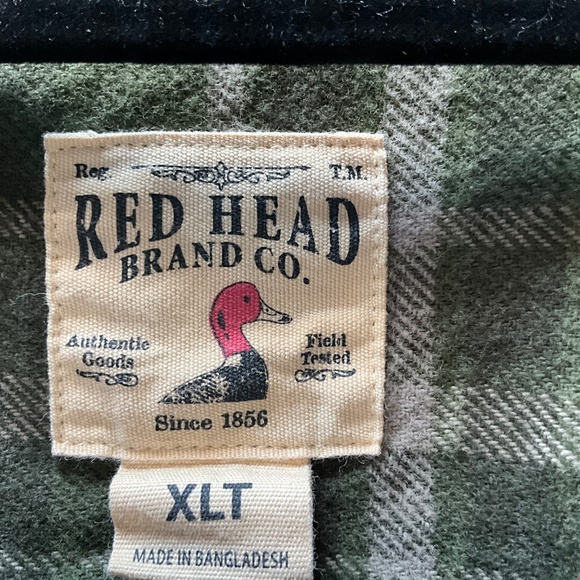 Reg. T.M.
RED HEAD
BRAND CO.
Authentic Field
Goods Tested
Since 1856
XLT
MADE IN BANGLADESH